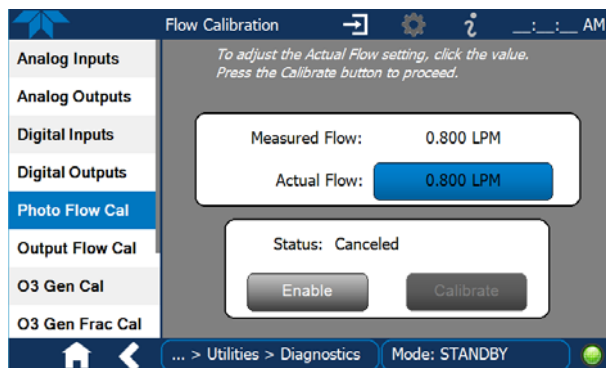 Flow Calibration
__:__:__ AM
Analog Inputs
Analog Outputs
Digital Inputs
Digital Outputs
Photo Flow Cal
Output Flow Cal
O3 Gen Cal
O3 Gen Frac Cal
To adjust the Actual Flow setting, click the value.
Press the Calibrate button to proceed.
Measured Flow: 0.800 LPM
Actual Flow: 0.800 LPM
Status: Canceled
Enable
Calibrate
... > Utilities > Diagnostics
Mode: STANDBY